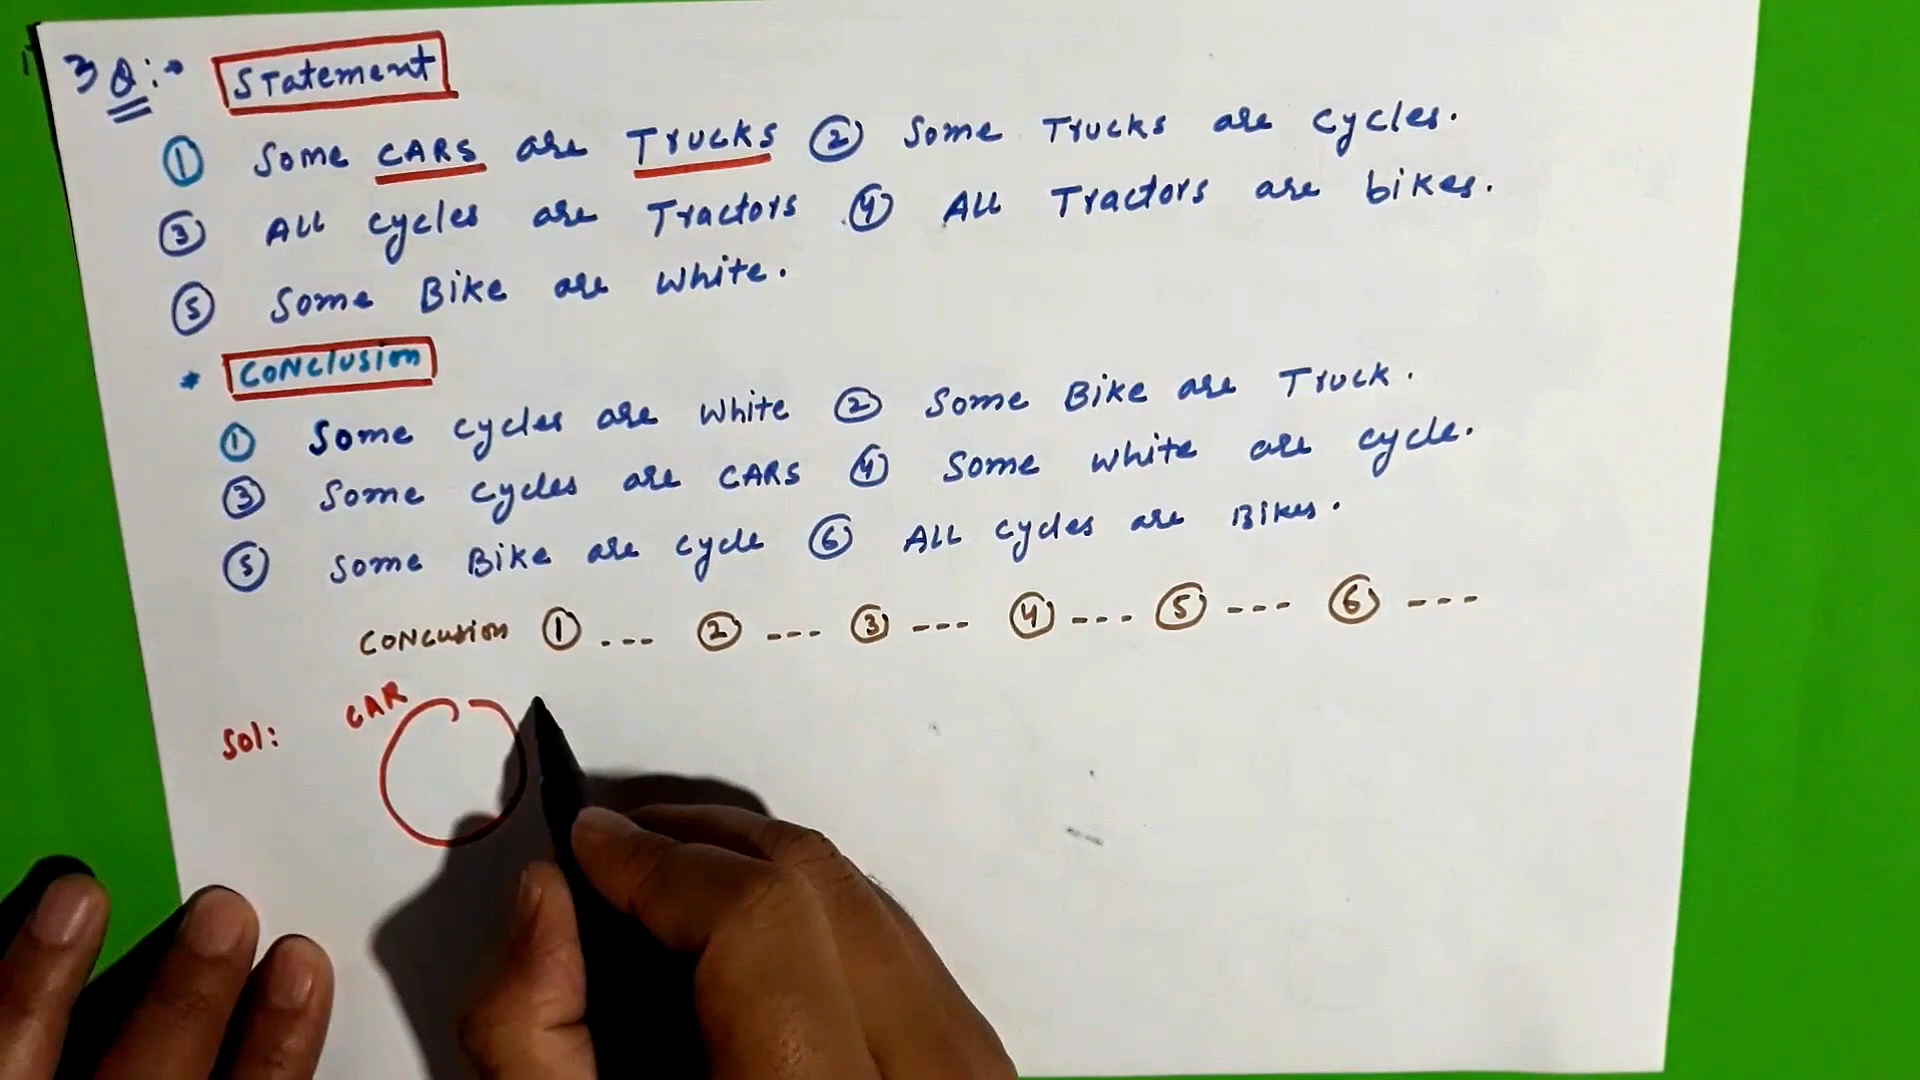 3 Q :→ Statement
① Some CARS are Trucks ② Some Trucks are cycles.
③ ALL cycles are Tractors ④ ALL Tractors are bikes.
⑤ Some Bike are white.
* Conclusion
① Some cycles are white ② Some Bike are Truck.
③ Some cycles are CARS ④ Some white are cycle.
⑤ Some Bike are cycle ⑥ ALL cycles are Bikes.
Conclusion ① --- ② --- ③ --- ④ --- ⑤ --- ⑥ ---
Sol: CAR